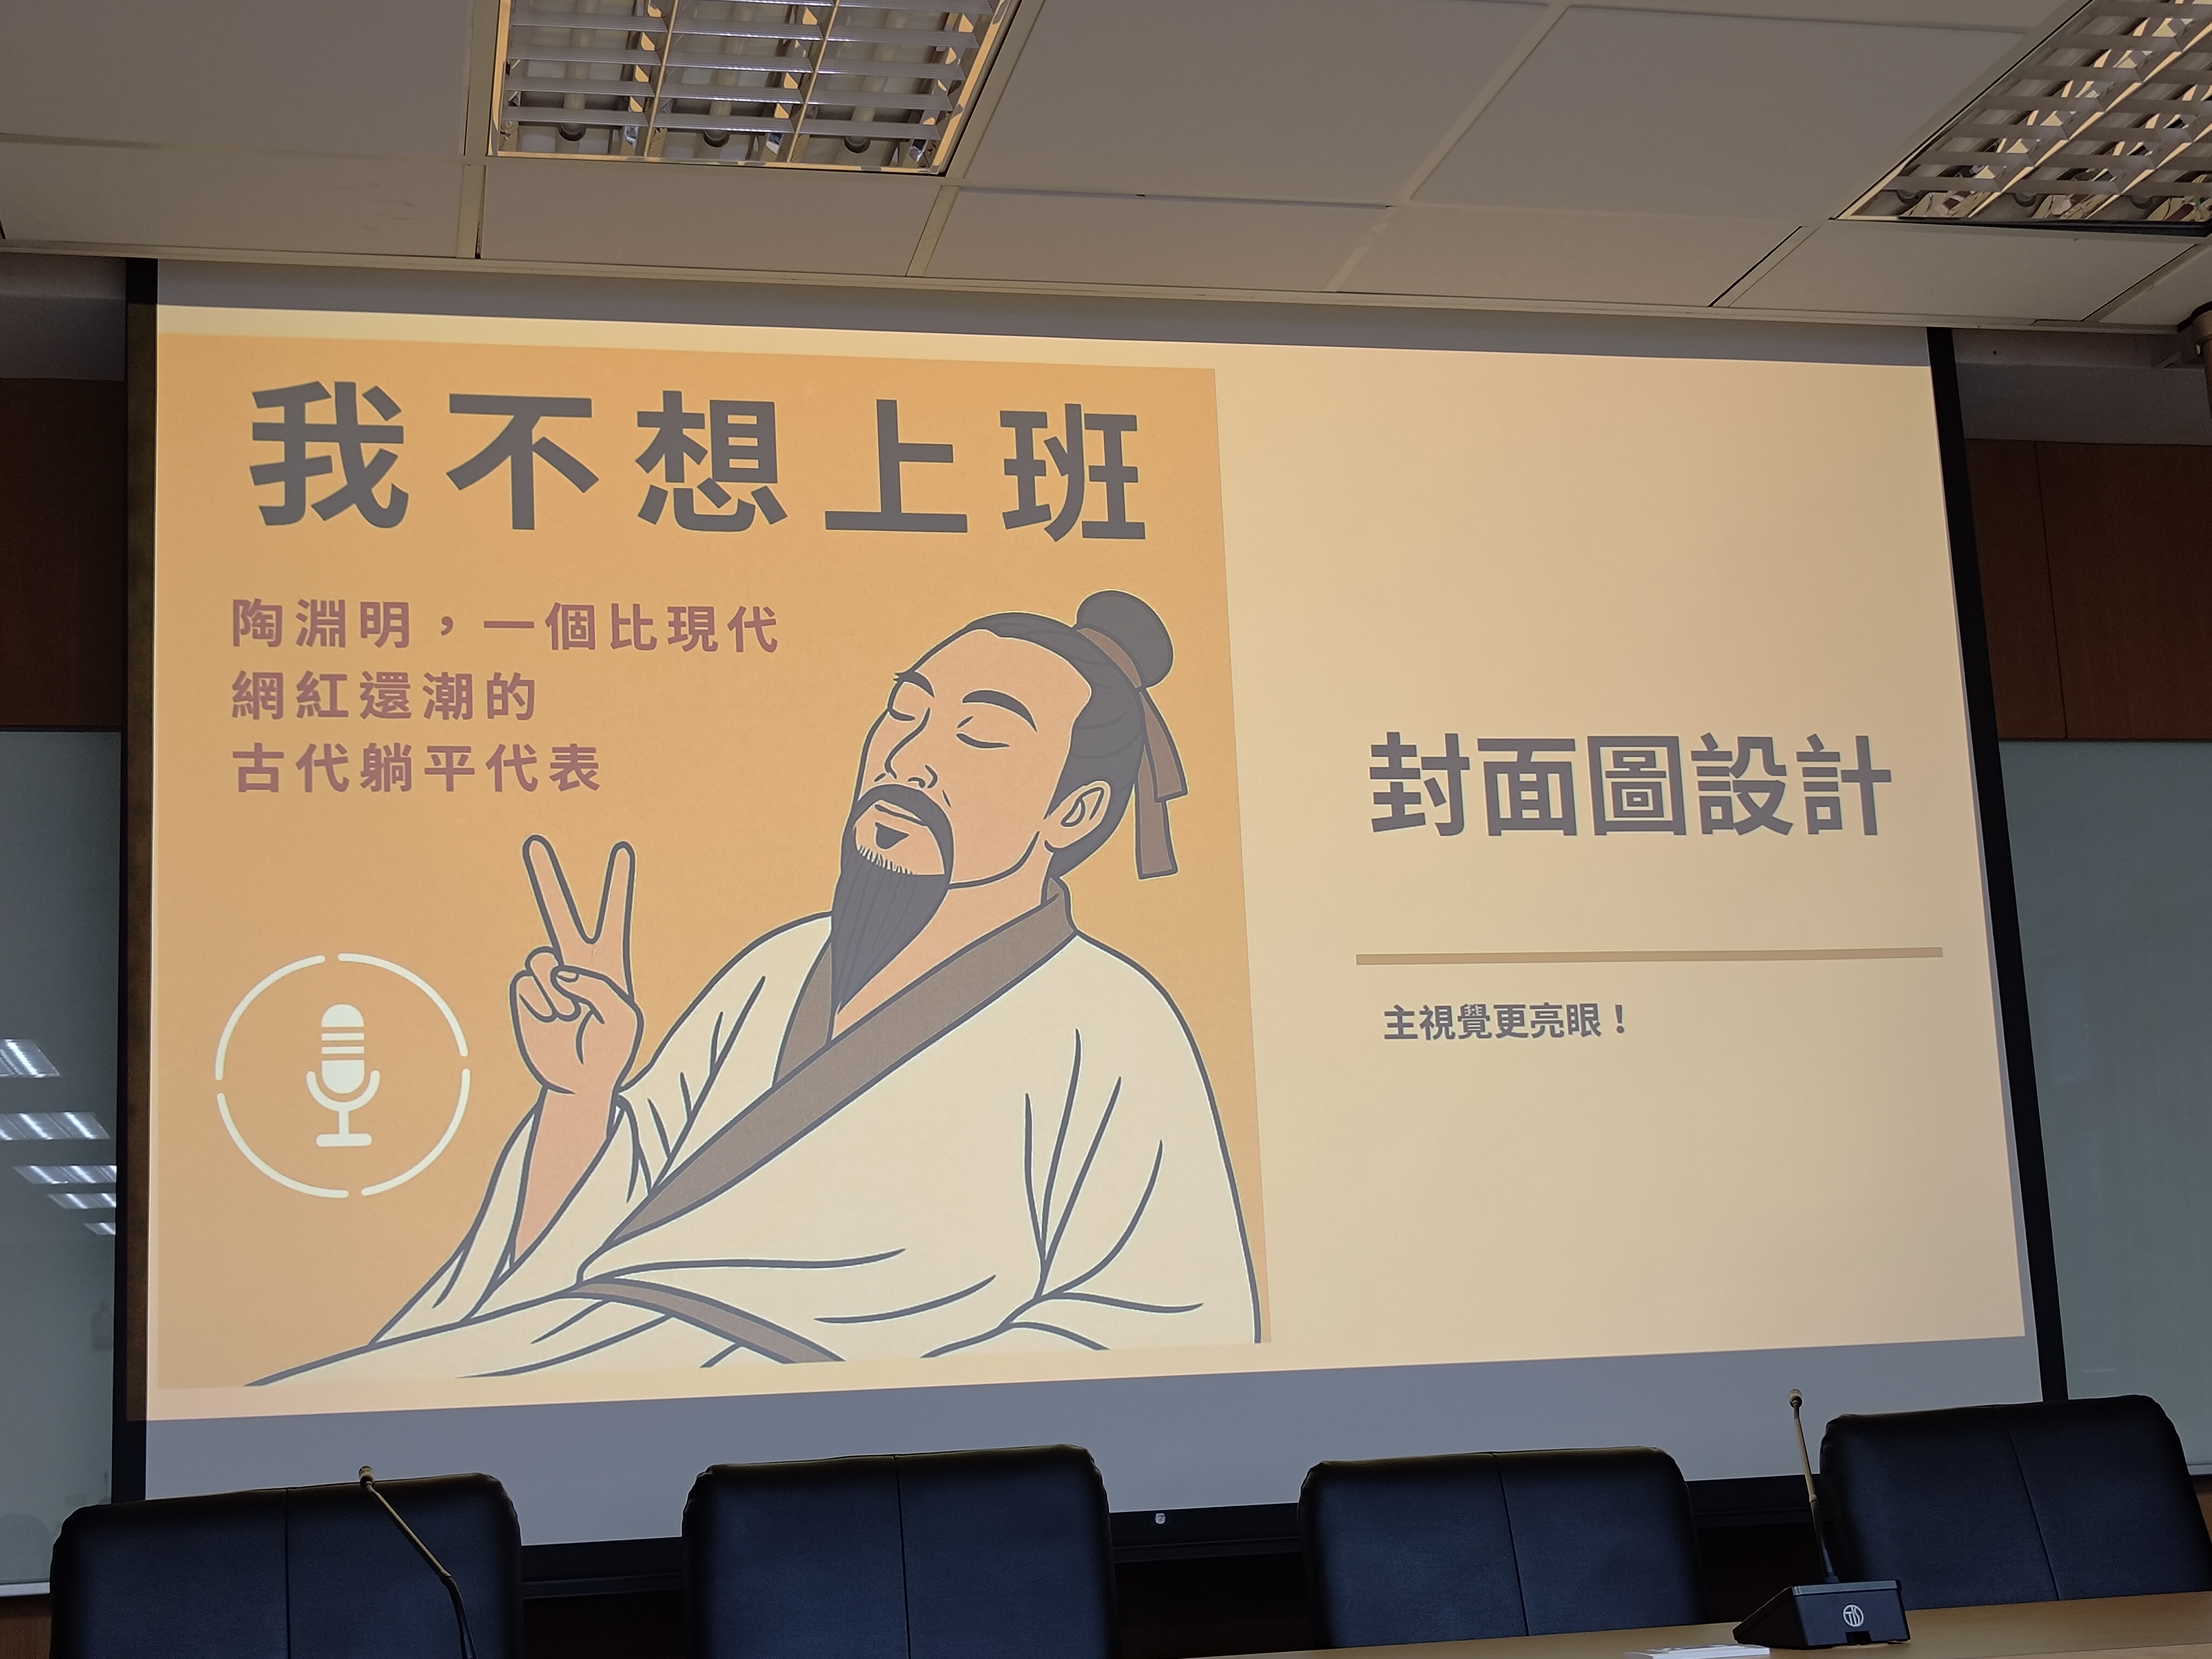 我不想上班
陶淵明，一個比現代
網紅還潮的
古代躺平代表
封面圖設計
主視覺更亮眼！